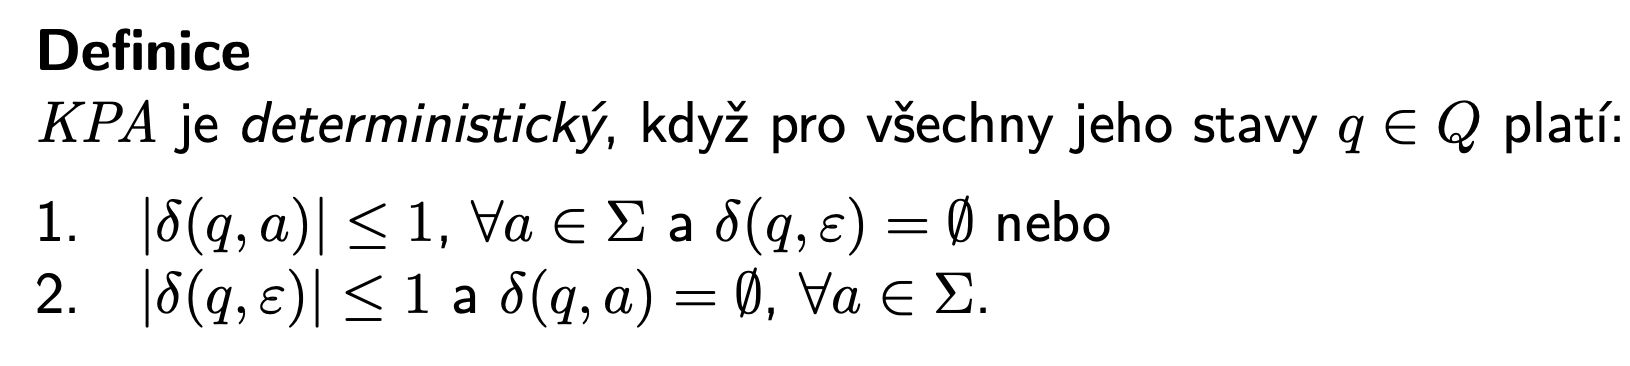 Definice
KPA je deterministický, když pro všechny jeho stavy q ∈ Q platí:
1. |δ(q, a)| ≤ 1, ∀a ∈ Σ a δ(q, ε) = ∅ nebo
2. |δ(q, ε)| ≤ 1 a δ(q, a) = ∅, ∀a ∈ Σ.